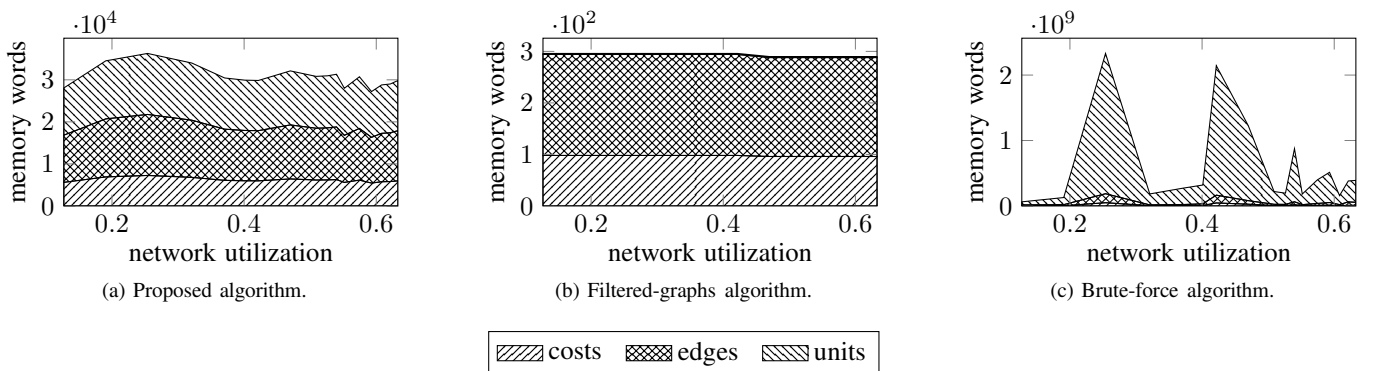 ·10^4
memory words
3
2
1
0
0.2 0.4 0.6
network utilization
(a) Proposed algorithm.
·10^2
memory words
3
2
1
0
0.2 0.4 0.6
network utilization
(b) Filtered-graphs algorithm.
·10^9
memory words
2
1
0
0.2 0.4 0.6
network utilization
(c) Brute-force algorithm.
costs edges units